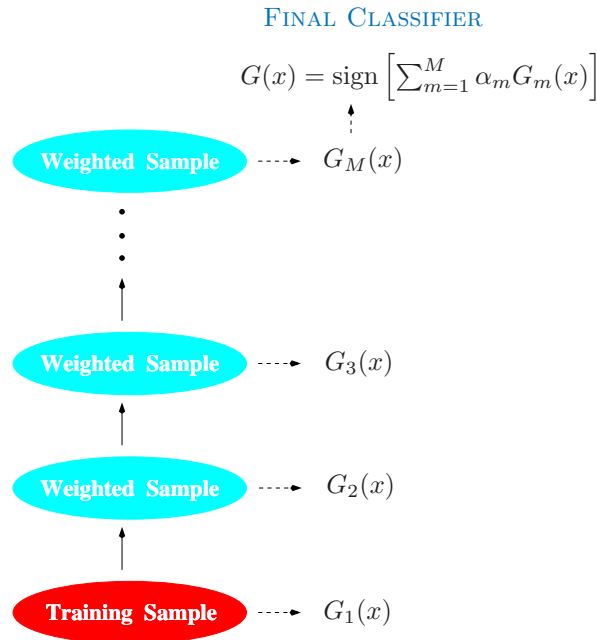 FINAL CLASSIFIER
G(x) = sign [∑_{m=1}^{M} α_m G_m(x)]
Weighted Sample G_M(x)
Weighted Sample G_3(x)
Weighted Sample G_2(x)
Training Sample G_1(x)